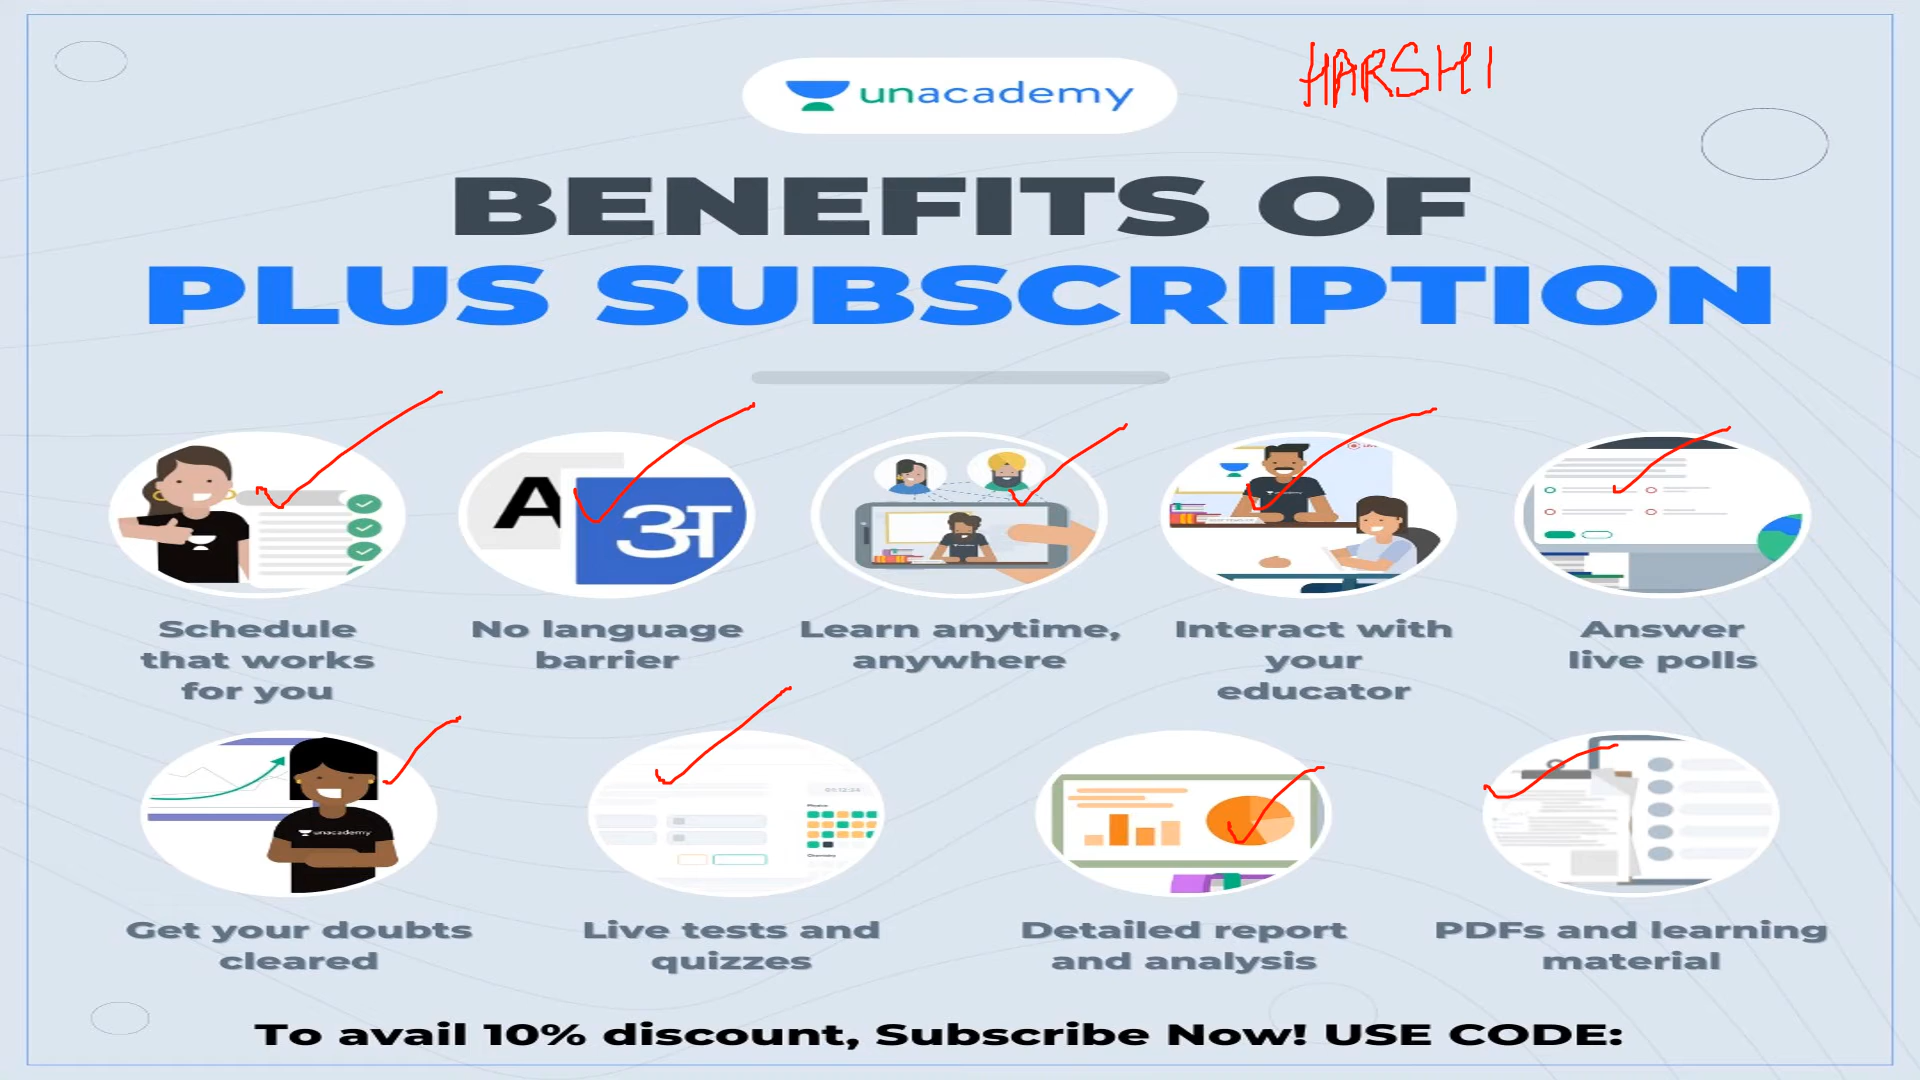 unacademy
HARSHI
BENEFITS OF
PLUS SUBSCRIPTION
A
अ
Schedule
that works
for you
No language
barrier
Learn anytime,
anywhere
Interact with
your
educator
Answer
live polls
unacademy
Get your doubts
cleared
Live tests and
quizzes
Detailed report
and analysis
PDFs and learning
material
To avail 10% discount, Subscribe Now! USE CODE: